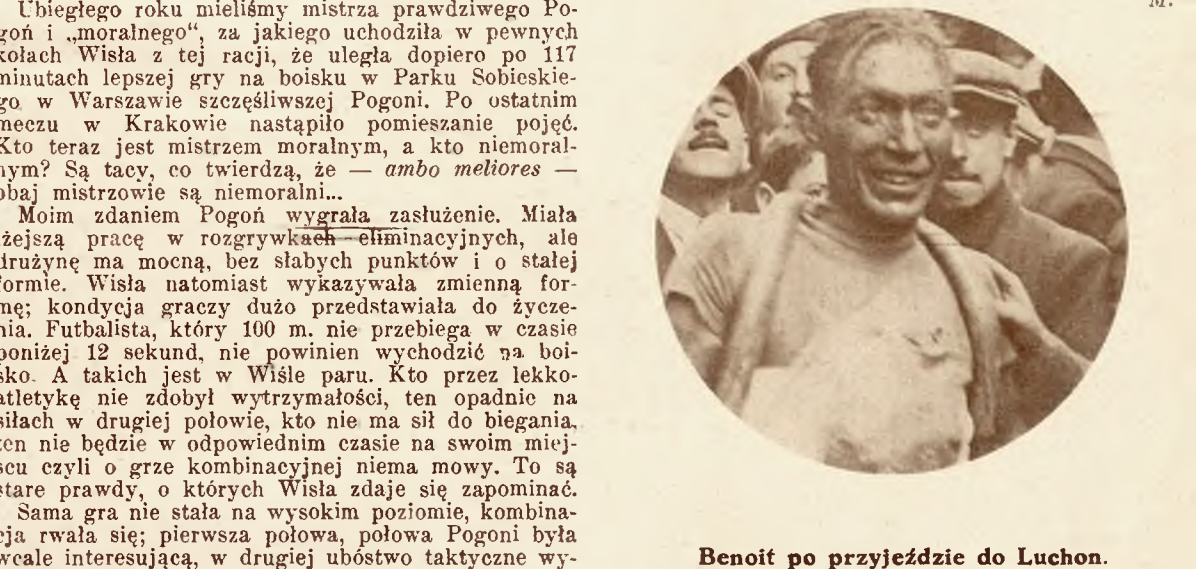 Ubiegłego roku mieliśmy mistrza prawdziwego Po-
goń i „moralnego“, za jakiego uchodziła w pewnych
kołach Wisła z tej racji, że uległa dopiero po 117
minutach lepszej gry na boisku w Parku Sobieskie-
go w Warszawie szczęśliwszej Pogoni. Po ostatnim
meczu w Krakowie nastąpiło pomieszanie pojęć.
Kto teraz jest mistrzem moralnym, a kto niemoral-
nym? Są tacy, co twierdzą, że — ambo meliores —
obaj mistrzowie są niemoralni...
Moim zdaniem Pogoń wygrała zasłużenie. Miała
lżejszą pracę w rozgrywkach eliminacyjnych, ale
drużynę ma mocną, bez słabych punktów i o stałej
formie. Wisła natomiast wykazywała zmienną for-
mę; kondycja graczy dużo przedstawiała do życze-
nia. Futbalista, który 100 m. nie przebiega w czasie
poniżej 12 sekund, nie powinien wychodzić na boi-
sko. A takich jest w Wiśle paru. Kto przez lekko-
atletykę nie zdobył wytrzymałości, ten opadnie na
siłach w drugiej połowie, kto nie ma sił do biegania,
ten nie będzie w odpowiednim czasie na swoim miej-
scu czyli o grze kombinacyjnej niema mowy. To są
stare prawdy, o których Wisła zdaje się zapominać.
Sama gra nie stała na wysokim poziomie, kombina-
cja rwała się; pierwsza połowa, połowa Pogoni była
wcale interesującą, w drugiej ubóstwo taktyczne wy-
M.
Benoit po przyjeździe do Luchon.